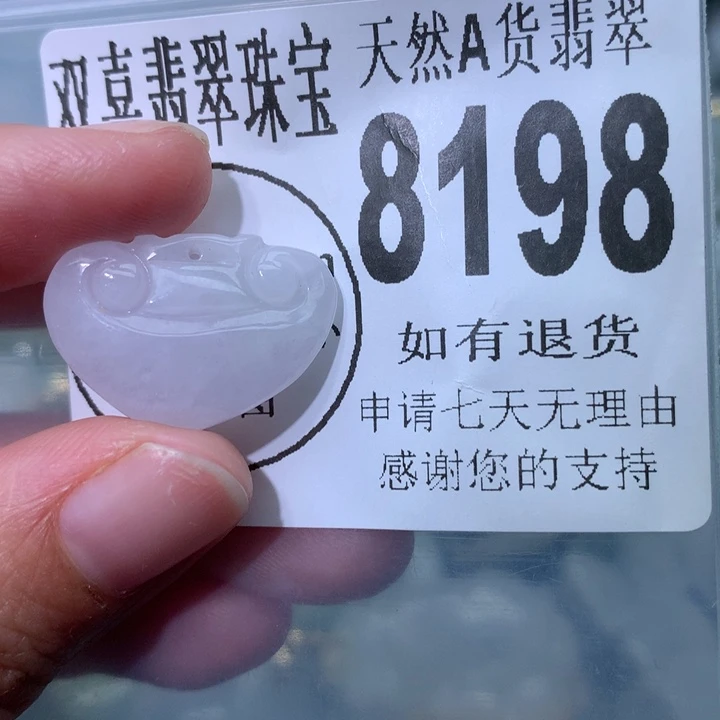 双喜翡翠珠宝
天然A货翡翠
8198
如有退货
申请七天无理由
感谢您的支持